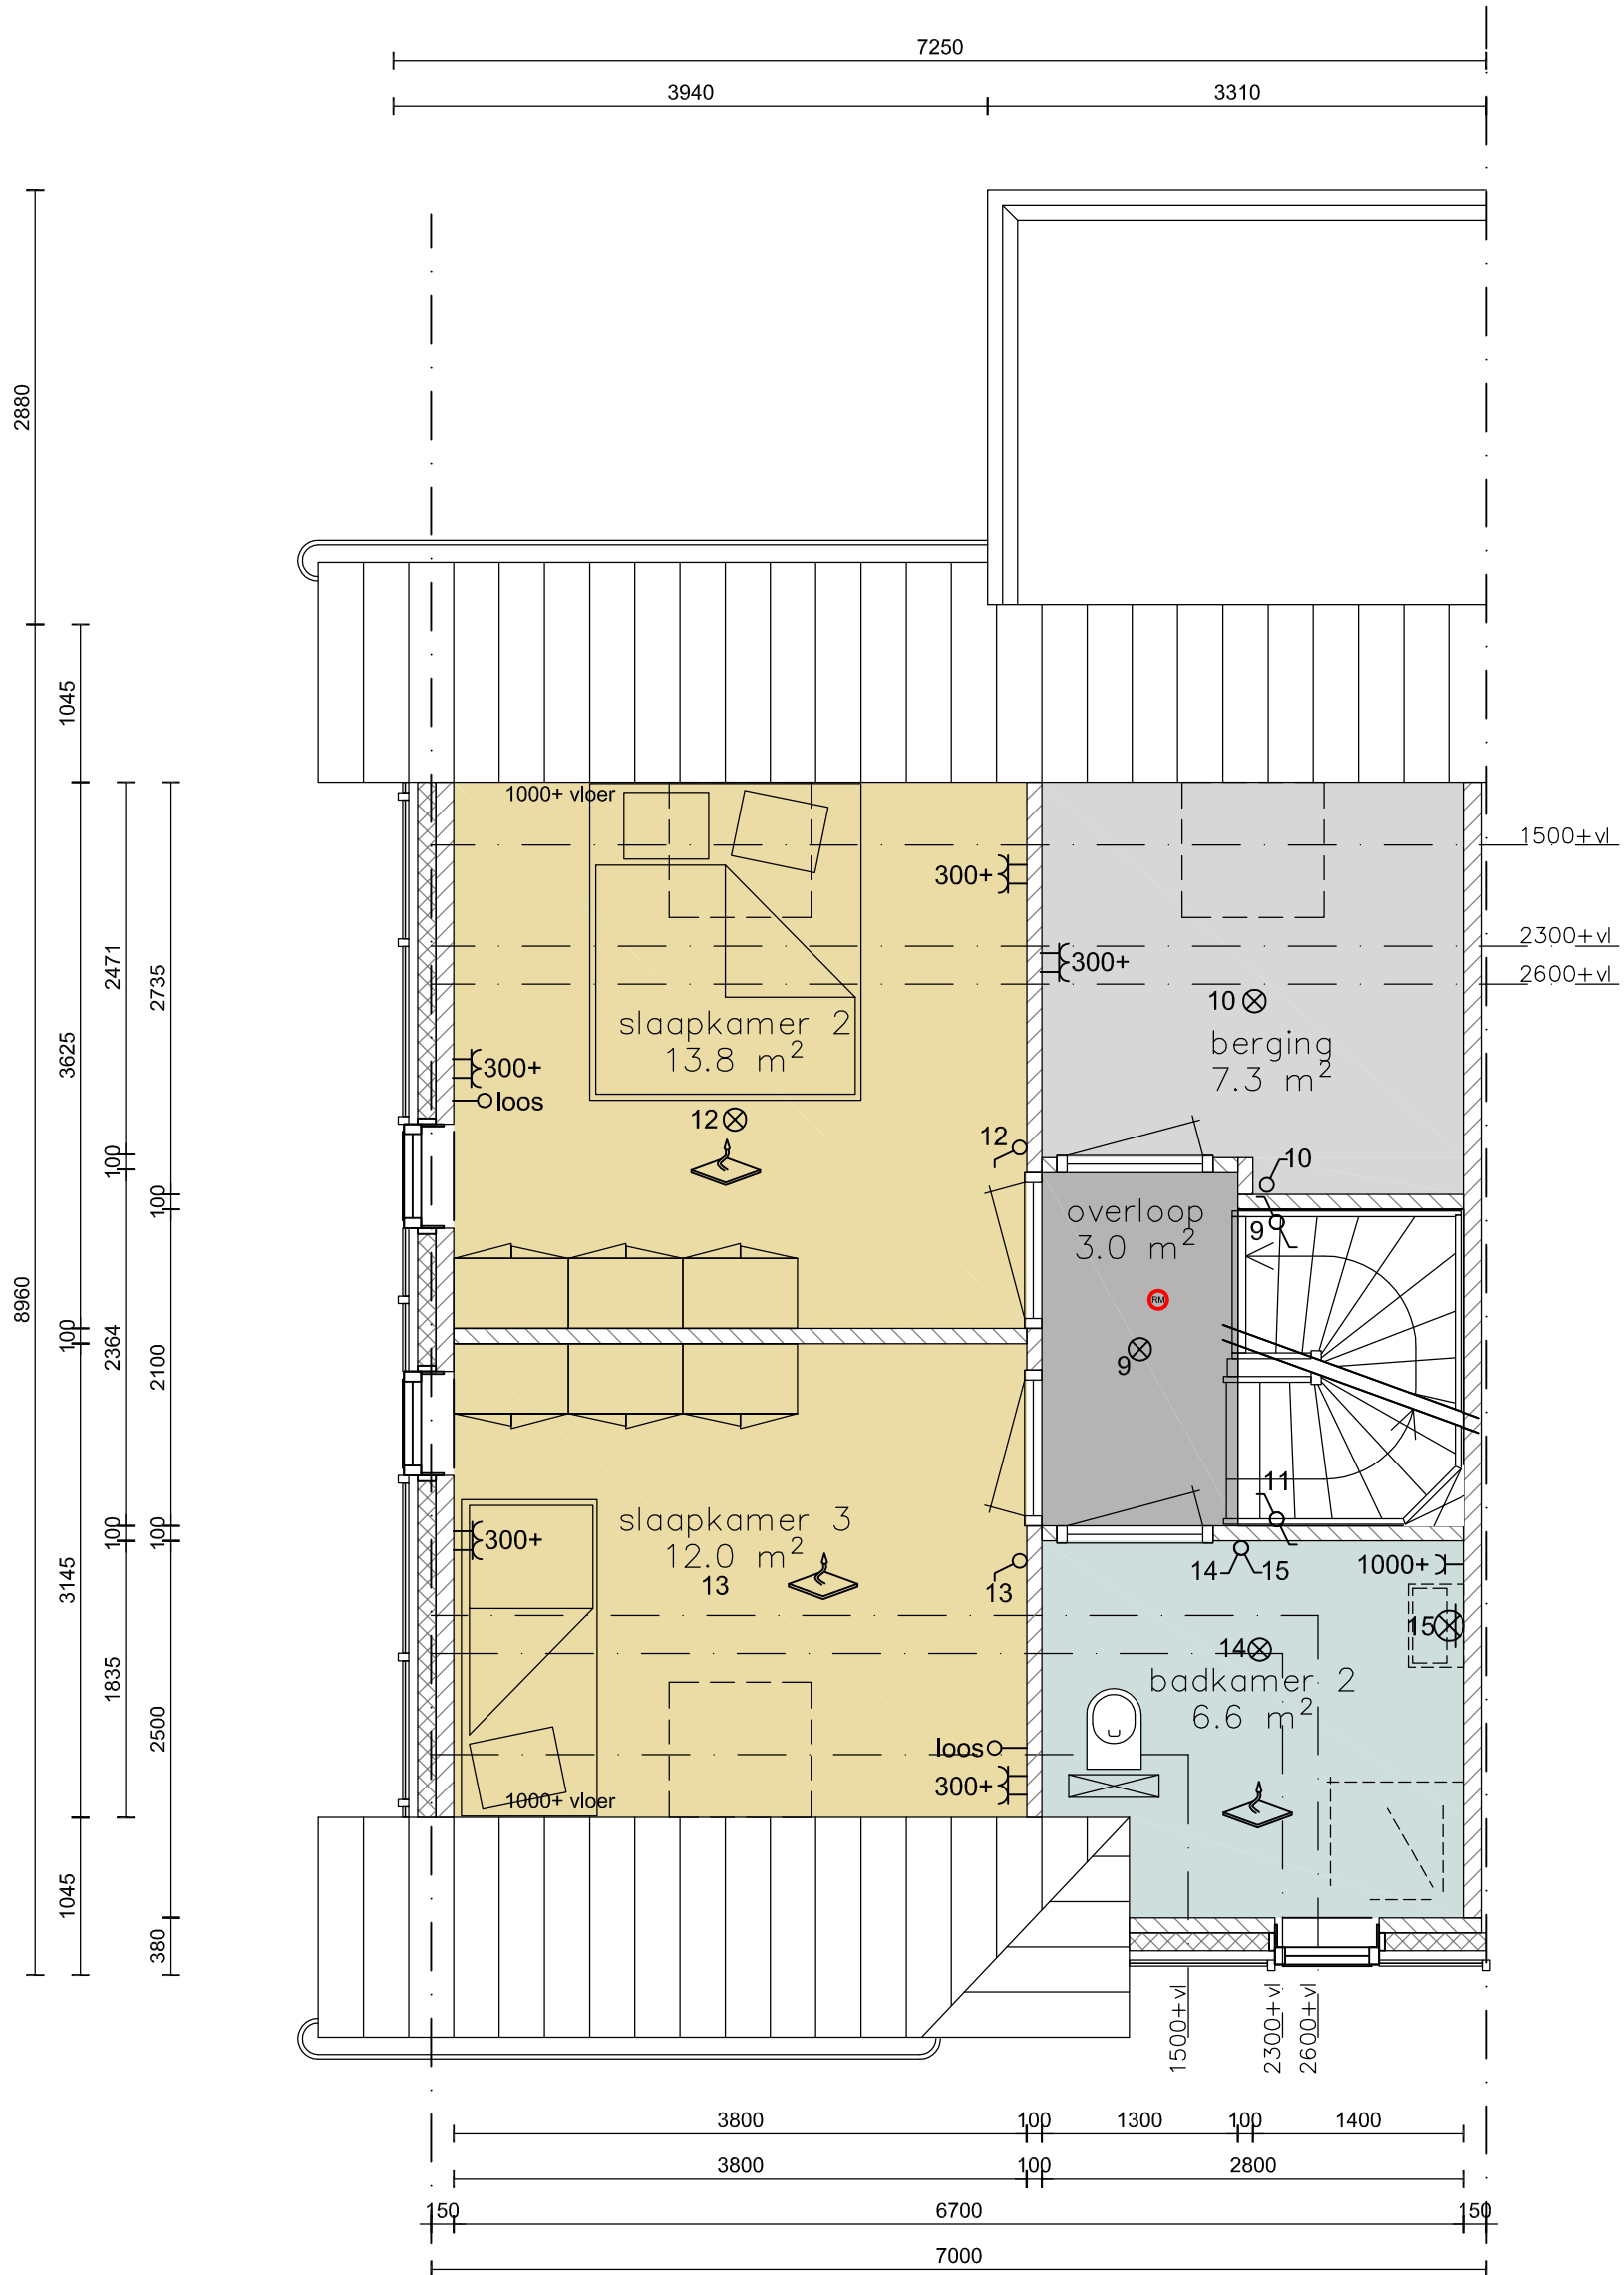 7250
3940
3310
2880
1045
1000+ vloer
1500+vl
300+
2300+vl
2471
2735
300+
2600+vl
10
slaapkamer 2
13.8 m²
berging
7.3 m²
3625
300+
loos
12
12
100
10
100
overloop
3.0 m²
9
8960
RM
100
2364
2100
9
11
slaapkamer 3
12.0 m²
300+
100
100
13
13
14
15
1000+
3145
15
14
1835
badkamer 2
6.6 m²
2500
loos
300+
1000+ vloer
1045
380
1500+vl
2300+vl
2600+vl
3800
100
1300
100
1400
3800
100
2800
150
6700
150
7000